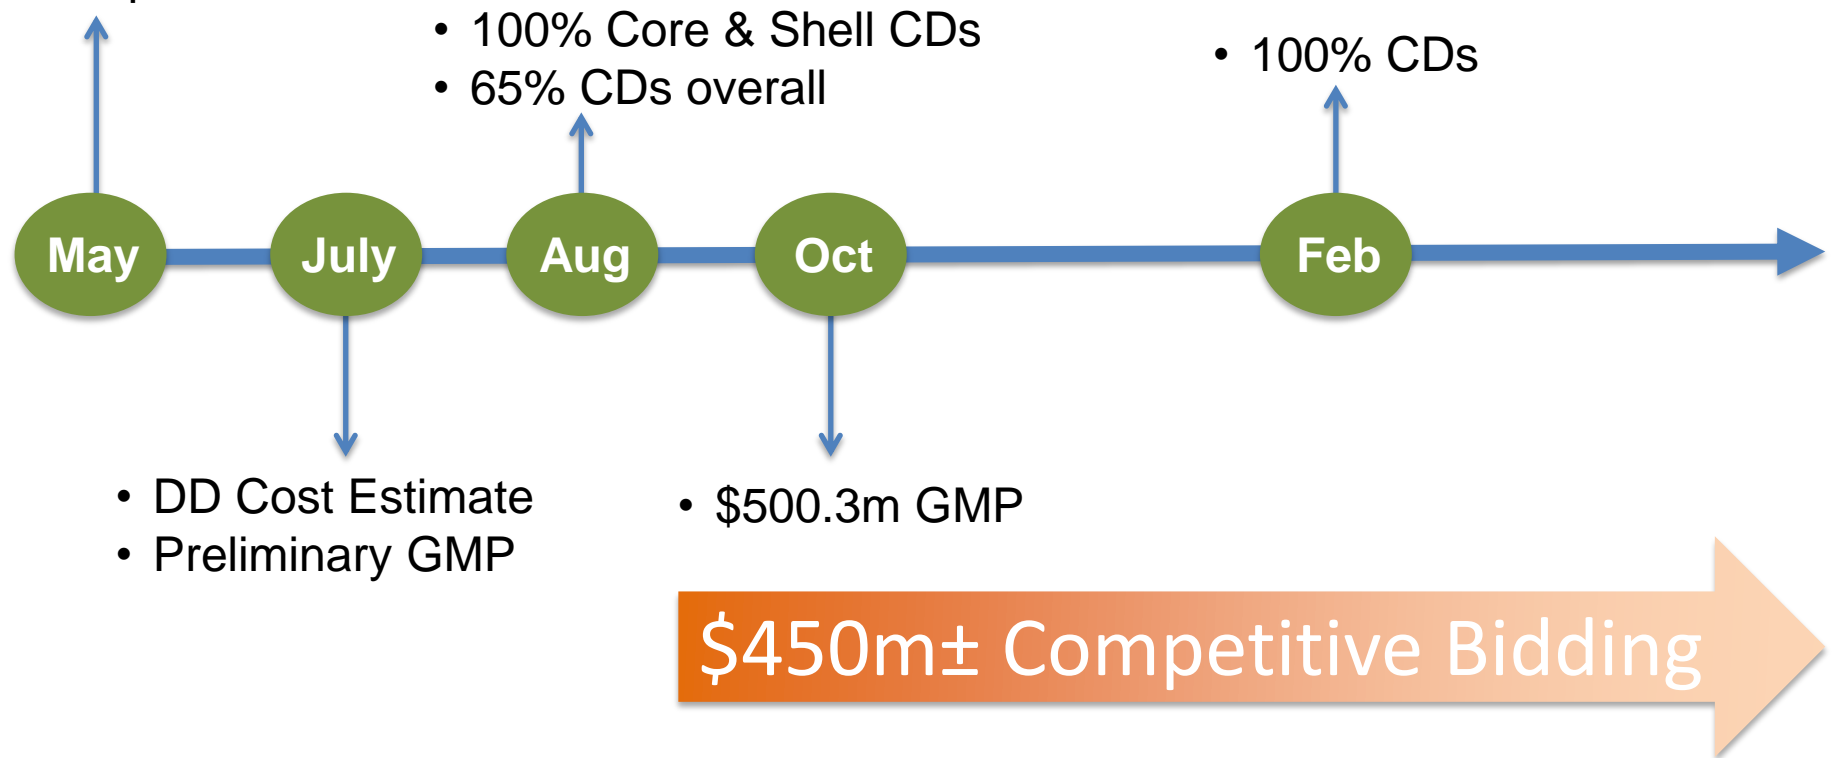 • 100% Core & Shell CDs
• 65% CDs overall
• 100% CDs
May
July
Aug
Oct
Feb
• DD Cost Estimate
• Preliminary GMP
• $500.3m GMP
$450m± Competitive Bidding